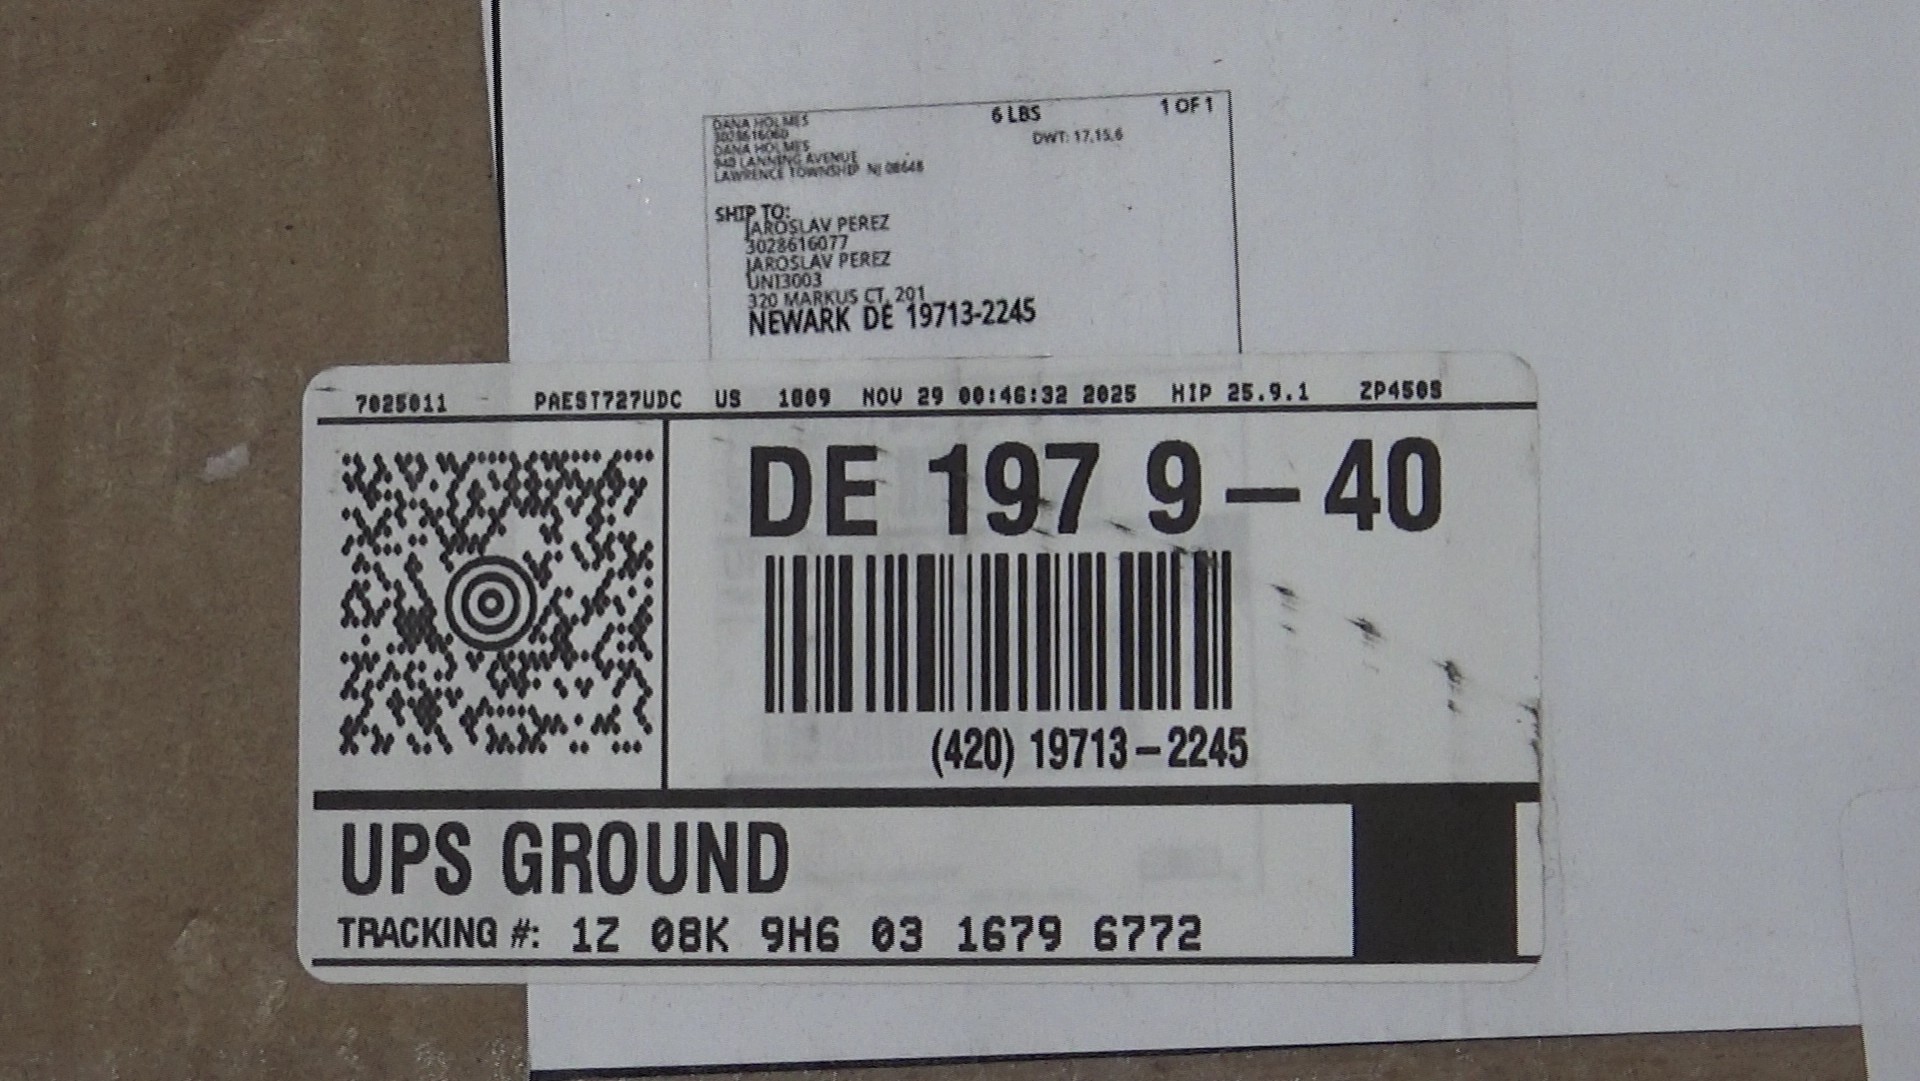 DANA HOLMES
3028616060
DANA HOLMES
940 LANNING AVENUE
LAWRENCE TOWNSHIP NJ 08648
6 LBS
1 OF 1
DWT: 17,15,6
SHIP TO:
JAROSLAV PEREZ
3028616077
JAROSLAV PEREZ
UNI3003
320 MARKUS CT, 201
NEWARK DE 19713-2245
7025011 - PAEST727UDC US 1809 NOV 29 00:46:32 2025 HIP 25.9.1 ZP450S
DE 197 9-40
(420) 19713-2245
UPS GROUND
TRACKING #: 1Z 08K 9H6 03 1679 6772